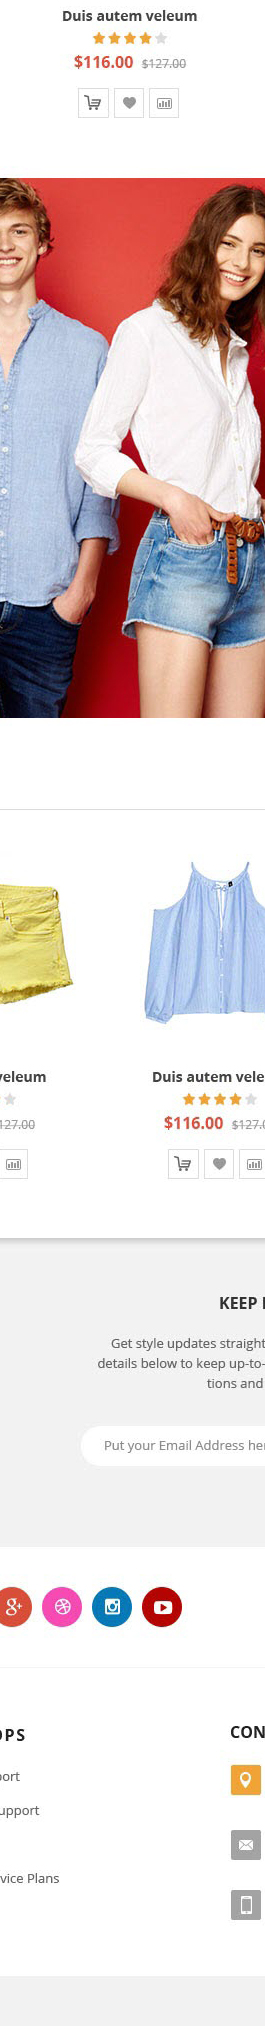 Duis autem veleum
$116.00 $127.00
veleum
127.00
Duis autem vele
$116.00 $127.0
KEEP
Get style updates straight
details below to keep up-to-
tions and
Put your Email Address her
g+
OPS
port
upport
vice Plans
CON